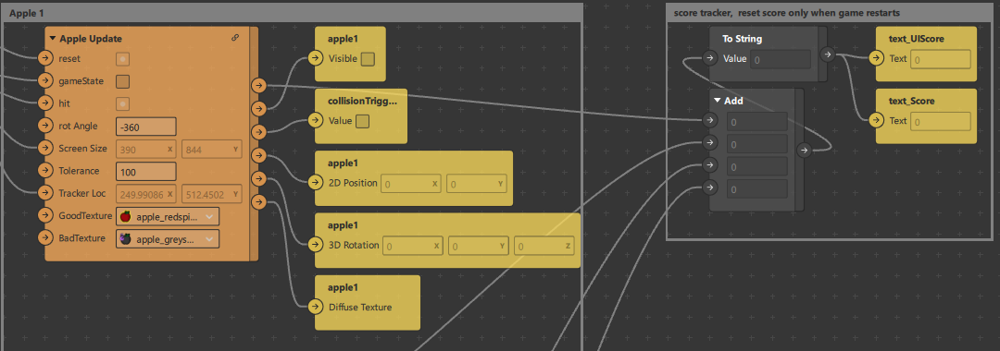 Apple 1
Apple Update
reset
gameState
hit
rot Angle -360
Screen Size 390 X 844 Y
Tolerance 100
Tracker Loc 249.99086 X 512.4502 Y
GoodTexture apple_redspi...
BadTexture apple_greys...
apple1
Visible
collisionTrigg...
Value
apple1
2D Position 0 X 0 Y
apple1
3D Rotation 0 X 0 Y 0 Z
apple1
Diffuse Texture
score tracker, reset score only when game restarts
To String
Value 0
Add
0
0
0
0
text_UIScore
Text 0
text_Score
Text 0